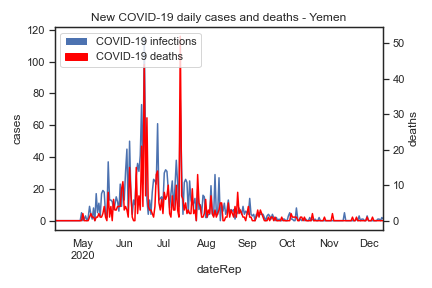 New COVID-19 daily cases and deaths - Yemen
COVID-19 infections
COVID-19 deaths
120
100
80
60
40
20
0
cases
50
40
30
20
10
0
deaths
May
2020
Jun
Jul
Aug
Sep
Oct
Nov
Dec
dateRep